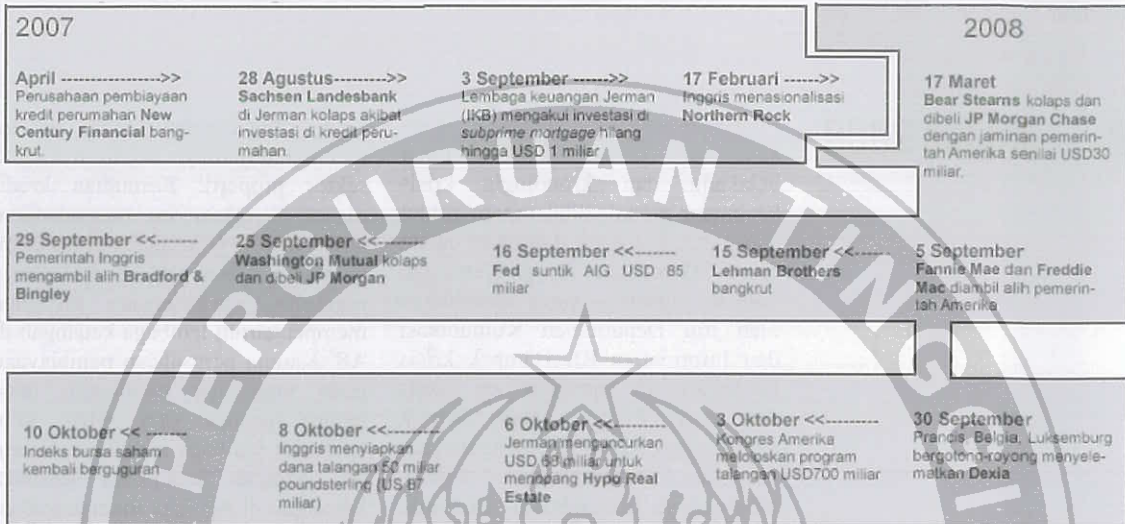 2007
2008
April ----------------->>
Perusahaan pembiayaan
kredit perumahan New
Century Financial bang-
krut.
28 Agustus--------->>
Sachsen Landesbank
di Jerman kolaps akibat
investasi di kredit peru-
mahan.
3 September ------>>
Lembaga keuangan Jerman
(IKB) mengakui investasi di
subprime mortgage hilang
hingga USD 1 miliar
17 Februari ------>>
Inggris menasionalisasi
Northern Rock
17 Maret
Bear Stearns kolaps dan
dibeli JP Morgan Chase
dengan jaminan pemerin-
tah Amerika senilai USD30
miliar.
5 September
Fannie Mae dan Freddie
Mac diambil alih pemerin-
tah Amerika
15 September <<------
Lehman Brothers
bangkrut
16 September <<-------
Fed suntik AIG USD 85
miliar
25 September <<--------
Washington Mutual kolaps
dan dibeli JP Morgan
29 September <<-------
Pemerintah Inggris
mengambil alih Bradford &
Bingley
30 September
Prancis, Belgia, Luksemburg
bergotong-royong menyele-
matkan Dexia
3 Oktober <<---------
Kongres Amerika
meloloskan program
talangan USD700 miliar
6 Oktober <<---------
Jerman mengucurkan
USD 68 miliar untuk
menopang Hypo Real
Estate
8 Oktober <<---------
Inggris menyiapkan
dana talangan 50 miliar
poundsterling (US 87
miliar)
10 Oktober << -------
Indeks bursa saham
kembali berguguran
PERGURUAN TINGGI